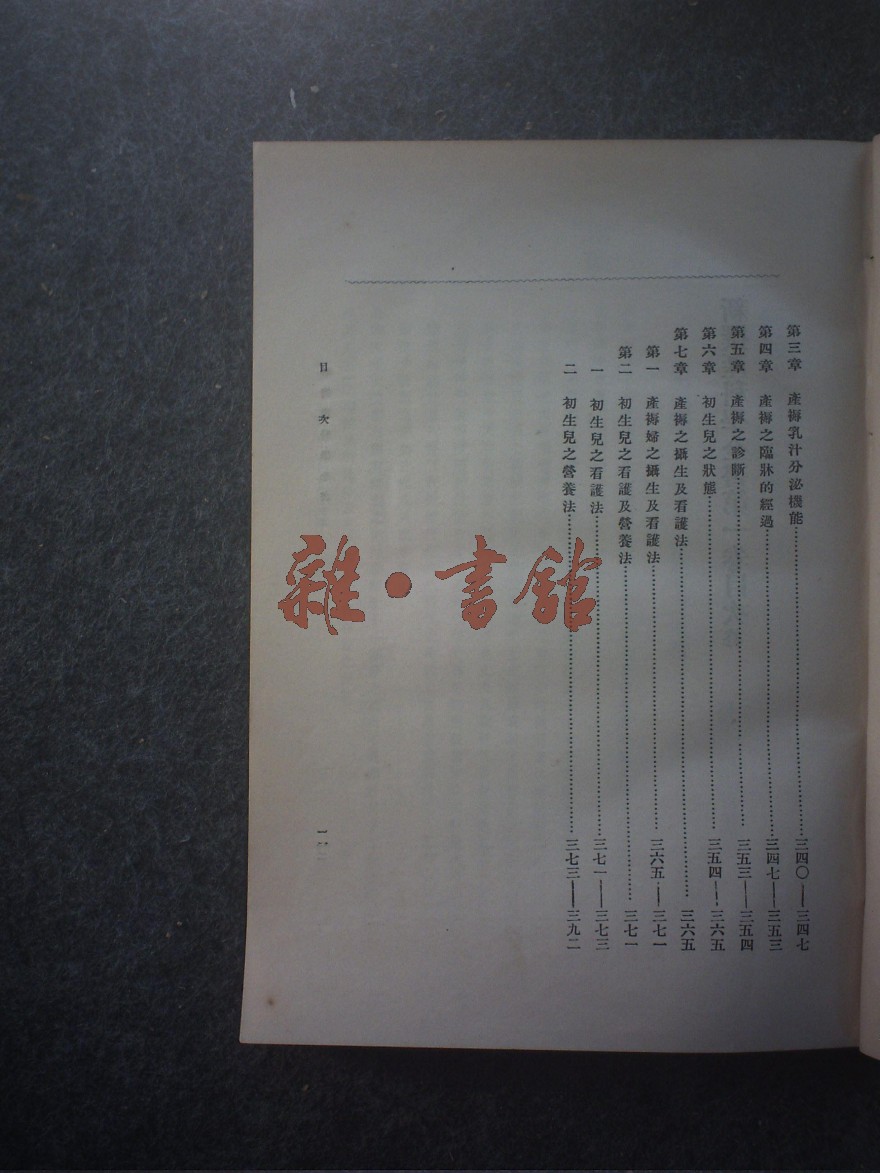 第三章　產褥乳汁分泌機能……三四〇——三四七
第四章　產褥之臨牀的經過……三四七——三五三
第五章　產褥之診斷……三五三——三五四
第六章　初生兒之狀態……三五四——三六五
第七章　產褥之攝生及看護法……三六五
第一　產褥婦之攝生及看護法……三六五——三七一
第二　初生兒之看護及營養法……三七一
一　初生兒之看護法……三七一——三七三
二　初生兒之營養法……三七三——三九二
目次
雜·書館